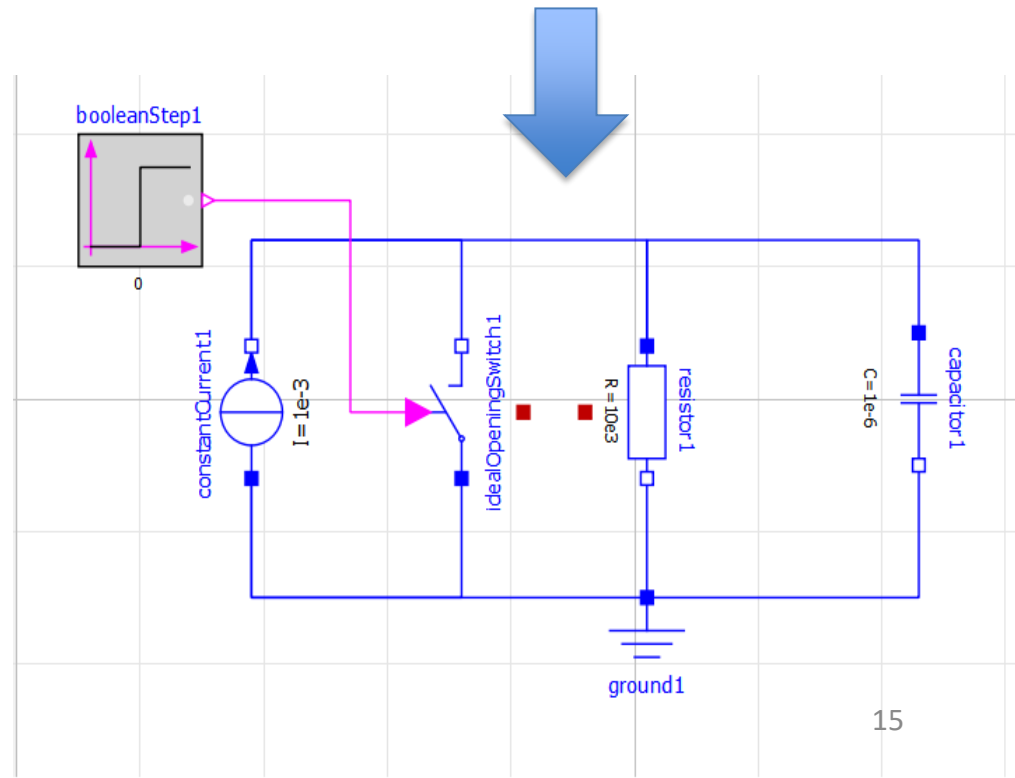 booleanStep1
0
constantCurrent1
I=1e-3
idealOpeningSwitch1
R=10e3
resistor1
C=1e-6
capacitor1
ground1
15